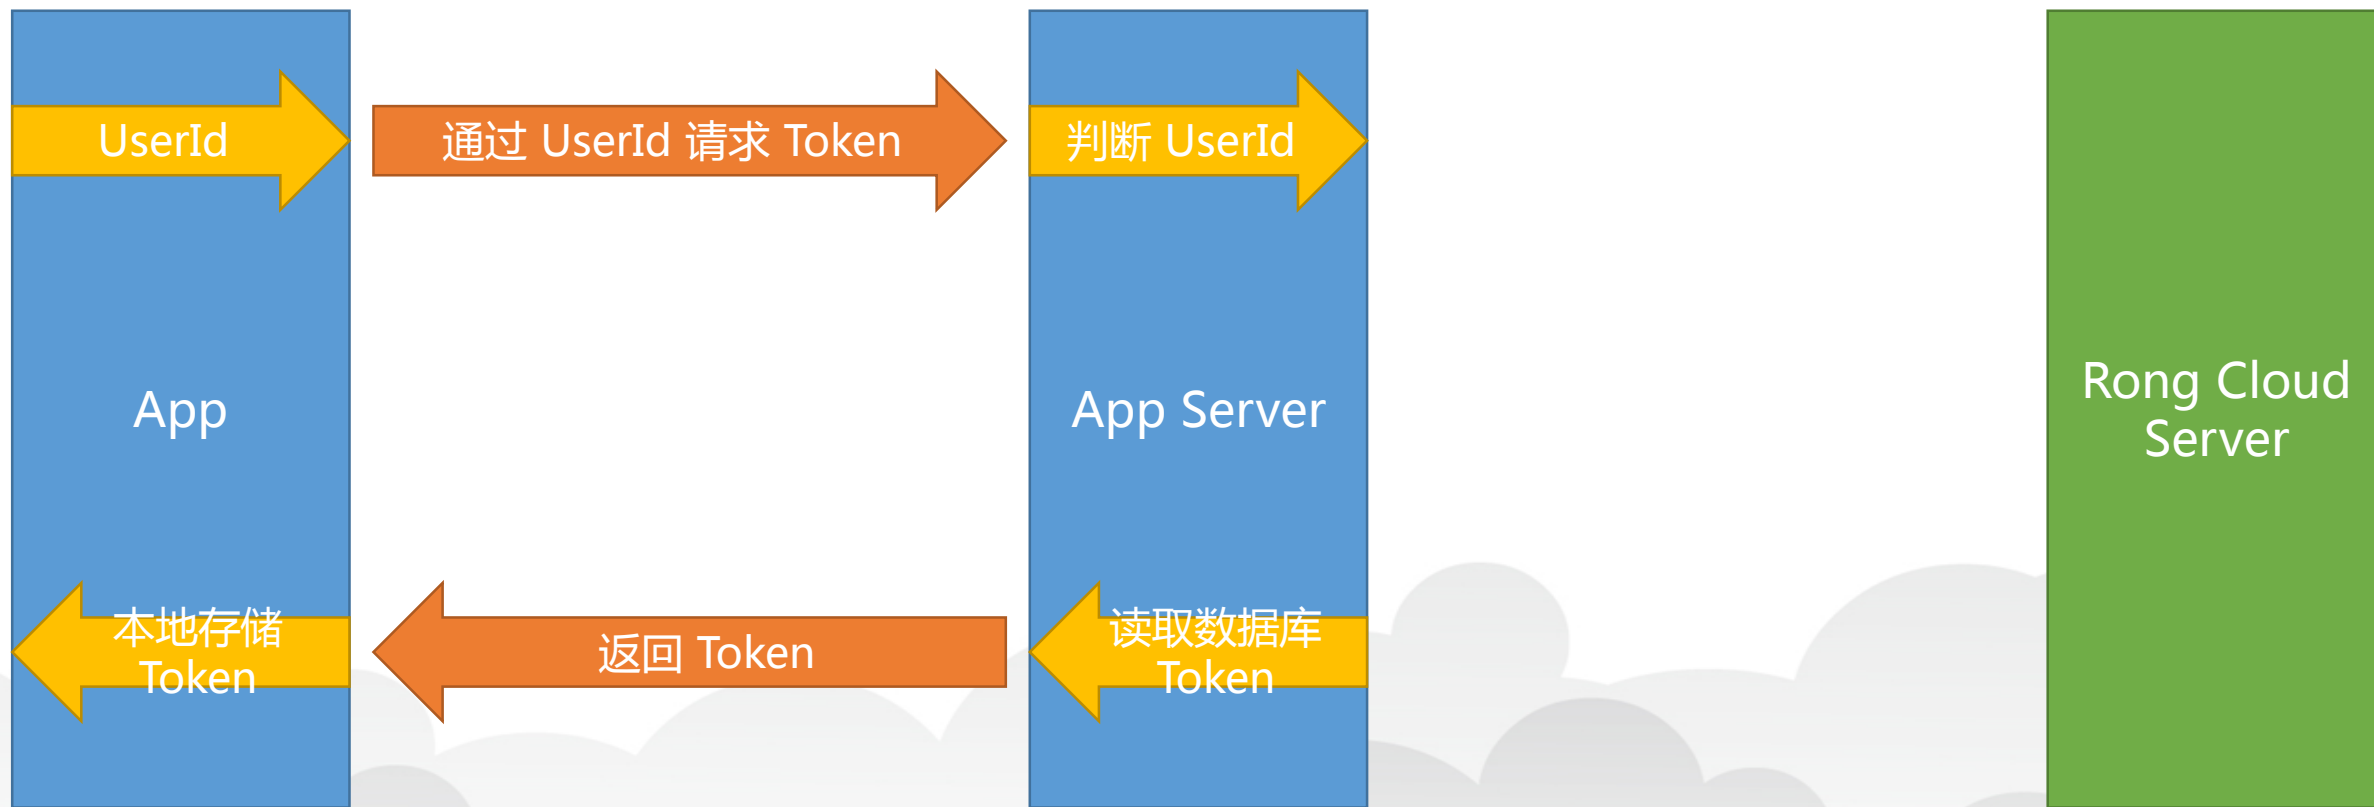 UserId
通过 UserId 请求 Token
判断 UserId
App
App Server
Rong Cloud
Server
本地存储
Token
返回 Token
读取数据库
Token